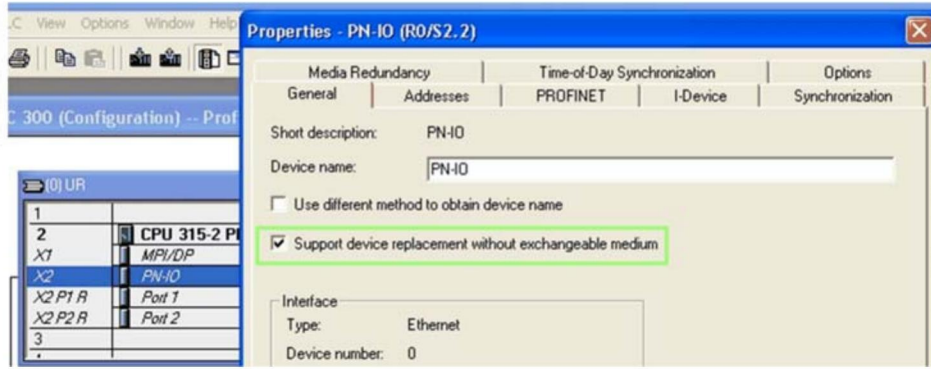 LC View Options Window Help
Properties - PN-IO (R0/S2.2)
Media Redundancy Time-of-Day Synchronization Options
General Addresses PROFINET I-Device Synchronization
C 300 (Configuration) -- Prof
Short description: PN-IO
Device name: PN-IO
(0) UR
Use different method to obtain device name
1
2 CPU 315-2 P
Support device replacement without exchangeable medium
X1 MPI/DP
X2 PN-IO
X2 P1 R Port 1
Interface
X2 P2 R Port 2
Type: Ethernet
3
Device number: 0